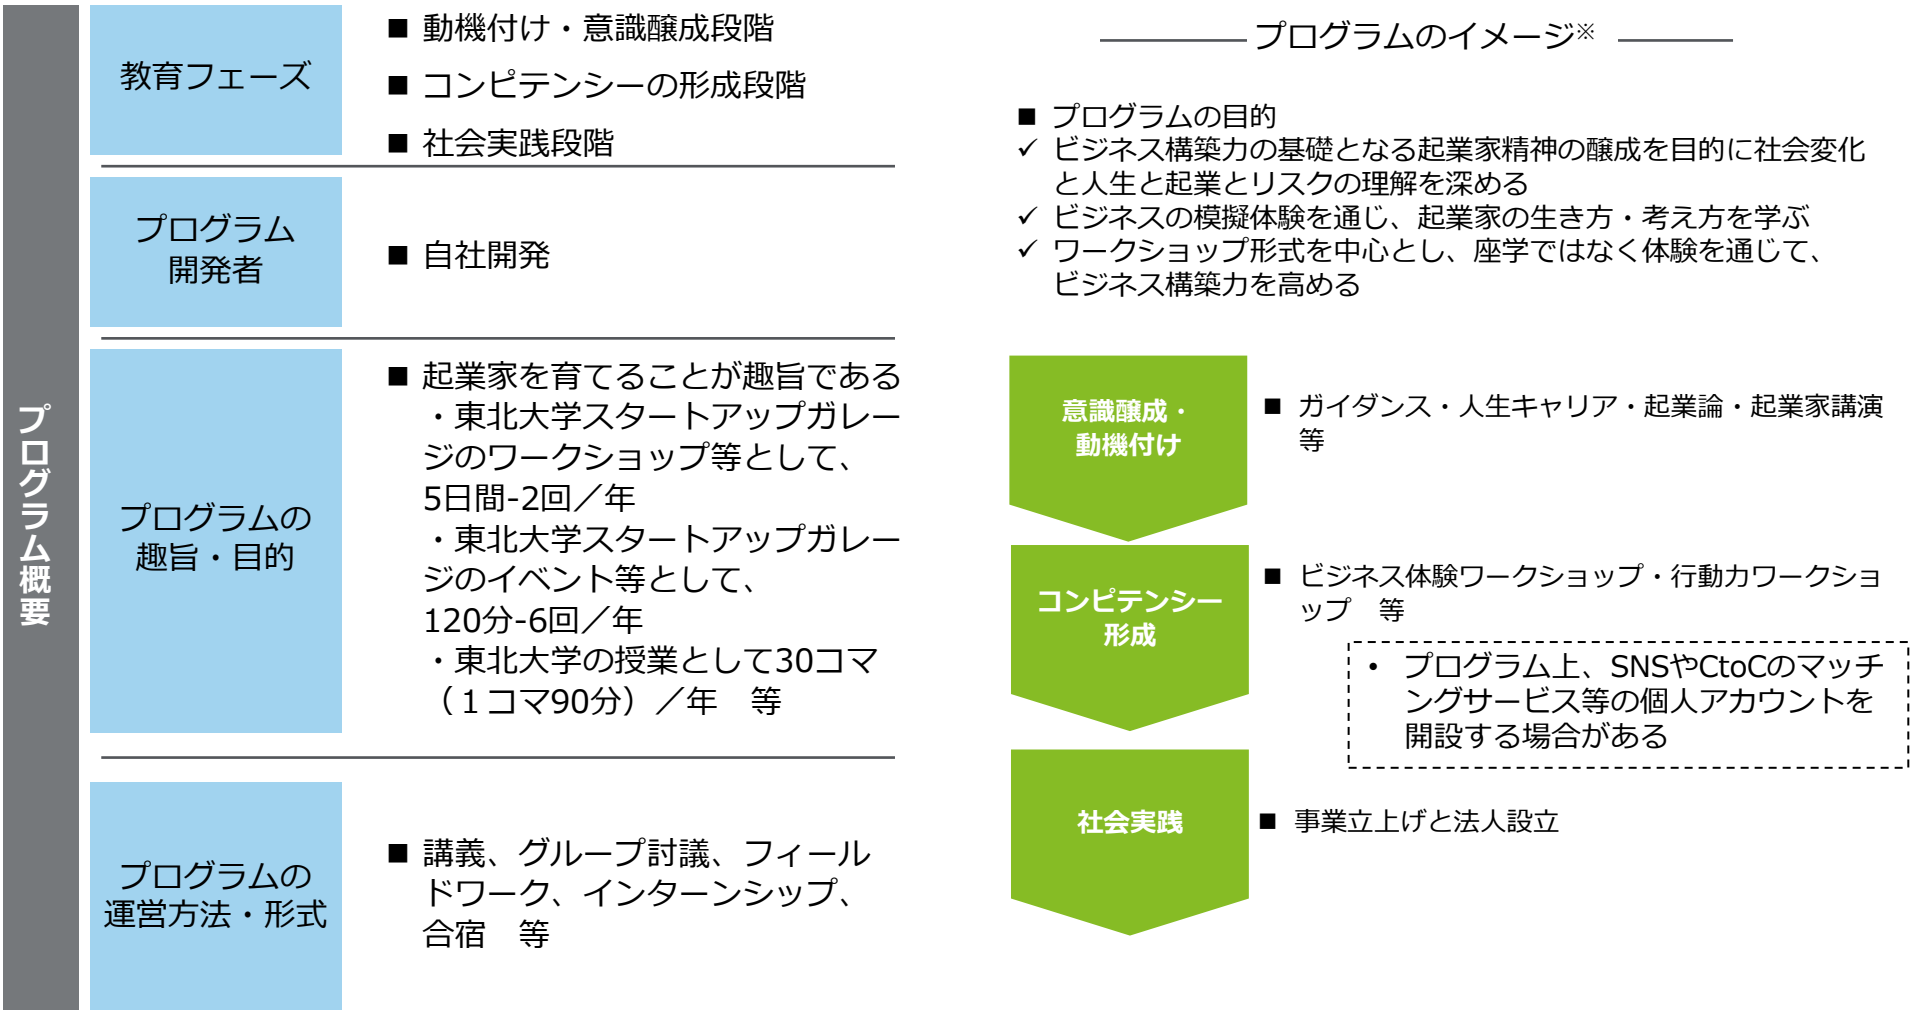 プログラム概要
教育フェーズ
■ 動機付け・意識醸成段階
■ コンピテンシーの形成段階
■ 社会実践段階
プログラム
開発者
■ 自社開発
プログラムの
趣旨・目的
■ 起業家を育てることが趣旨である
・東北大学スタートアップガレー
ジのワークショップ等として、
5日間-2回／年
・東北大学スタートアップガレー
ジのイベント等として、
120分-6回／年
・東北大学の授業として30コマ
（１コマ90分）／年　等
プログラムの
運営方法・形式
■ 講義、グループ討議、フィール
ドワーク、インターンシップ、
合宿　等
プログラムのイメージ※
■ プログラムの目的
✓ ビジネス構築力の基礎となる起業家精神の醸成を目的に社会変化
と人生と起業とリスクの理解を深める
✓ ビジネスの模擬体験を通じ、起業家の生き方・考え方を学ぶ
✓ ワークショップ形式を中心とし、座学ではなく体験を通じて、
ビジネス構築力を高める
意識醸成・
動機付け
■ ガイダンス・人生キャリア・起業論・起業家講演
等
コンピテンシー
形成
■ ビジネス体験ワークショップ・行動力ワークショ
ップ　等
• プログラム上、SNSやCtoCのマッチ
ングサービス等の個人アカウントを
開設する場合がある
社会実践
■ 事業立上げと法人設立